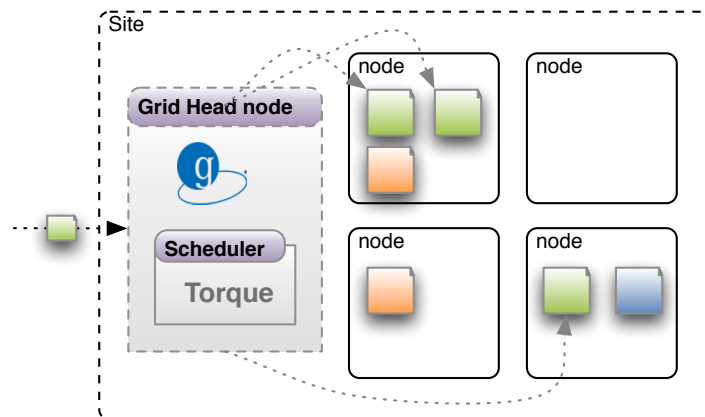 Site
node
node
Grid Head node
g
Scheduler
Torque
node
node